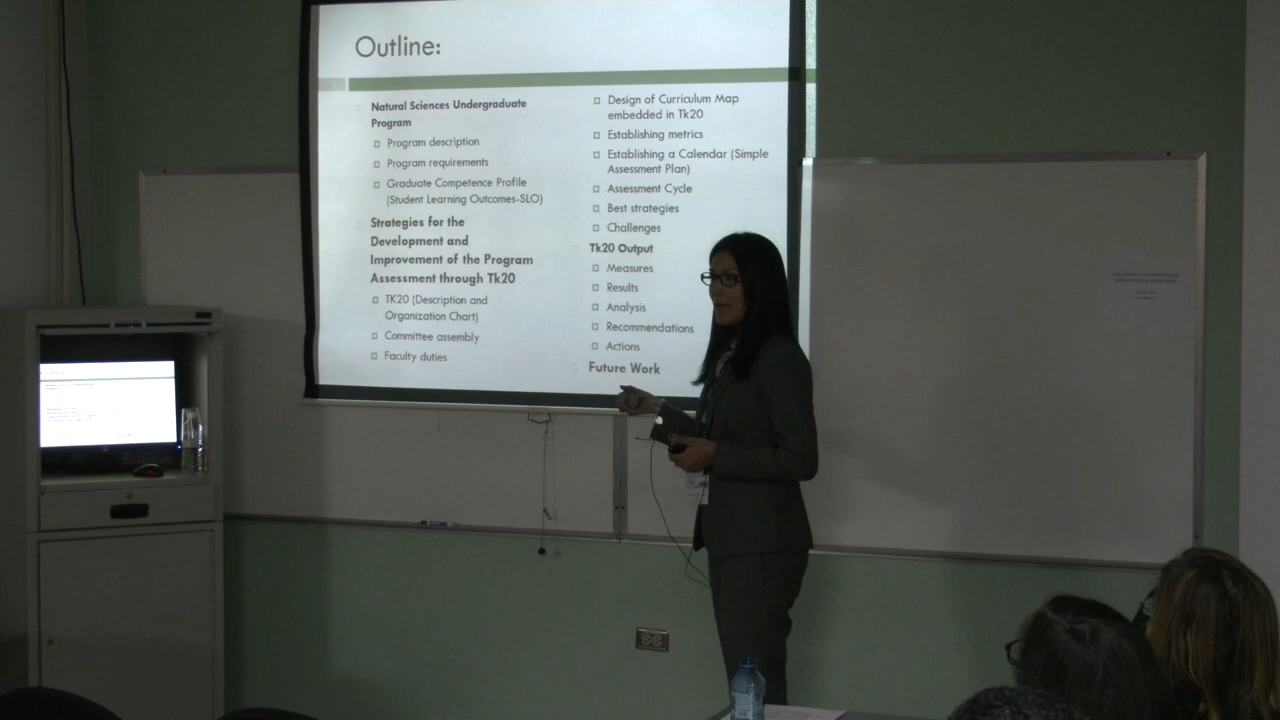 Outline:
Natural Sciences Undergraduate
Program
Program description
Program requirements
Graduate Competence Profile
(Student Learning Outcomes-SLO)
Strategies for the
Development and
Improvement of the Program
Assessment through Tk20
TK20 (Description and
Organization Chart)
Committee assembly
Faculty duties
Design of Curriculum Map
embedded in Tk20
Establishing metrics
Establishing a Calendar (Simple
Assessment Plan)
Assessment Cycle
Best strategies
Challenges
Tk20 Output
Measures
Results
Analysis
Recommendations
Actions
Future Work